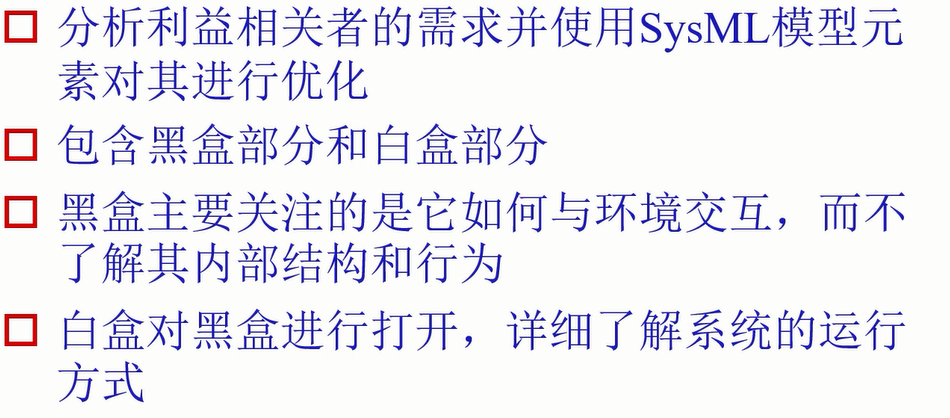 分析利益相关者的需求并使用SysML模型元
素对其进行优化
包含黑盒部分和白盒部分
黑盒主要关注的是它如何与环境交互，而不
了解其内部结构和行为
白盒对黑盒进行打开，详细了解系统的运行
方式